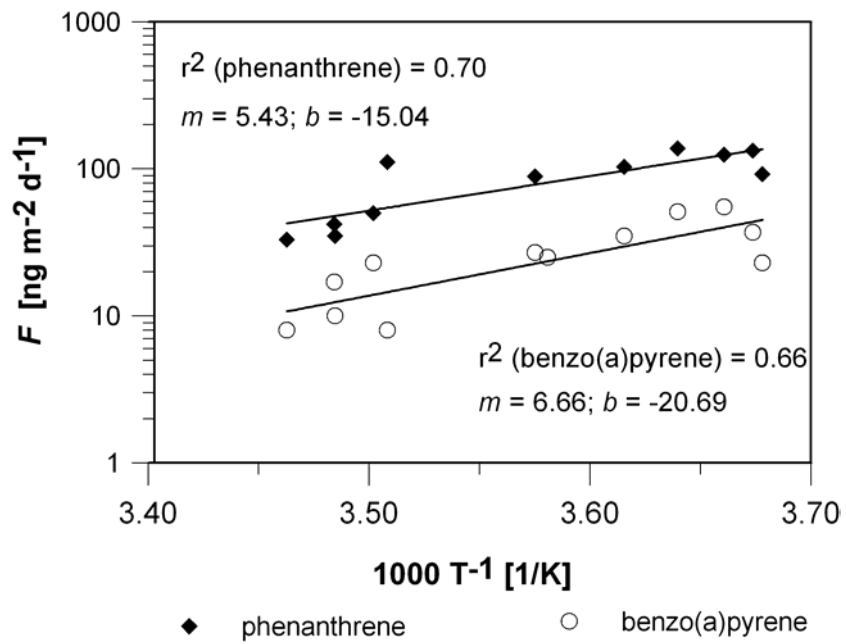 1000
r2 (phenanthrene) = 0.70
m = 5.43; b = -15.04
100
F [ng m-2 d-1]
10
r2 (benzo(a)pyrene) = 0.66
m = 6.66; b = -20.69
1
3.40 3.50 3.60 3.70
1000 T-1 [1/K]
phenanthrene benzo(a)pyrene